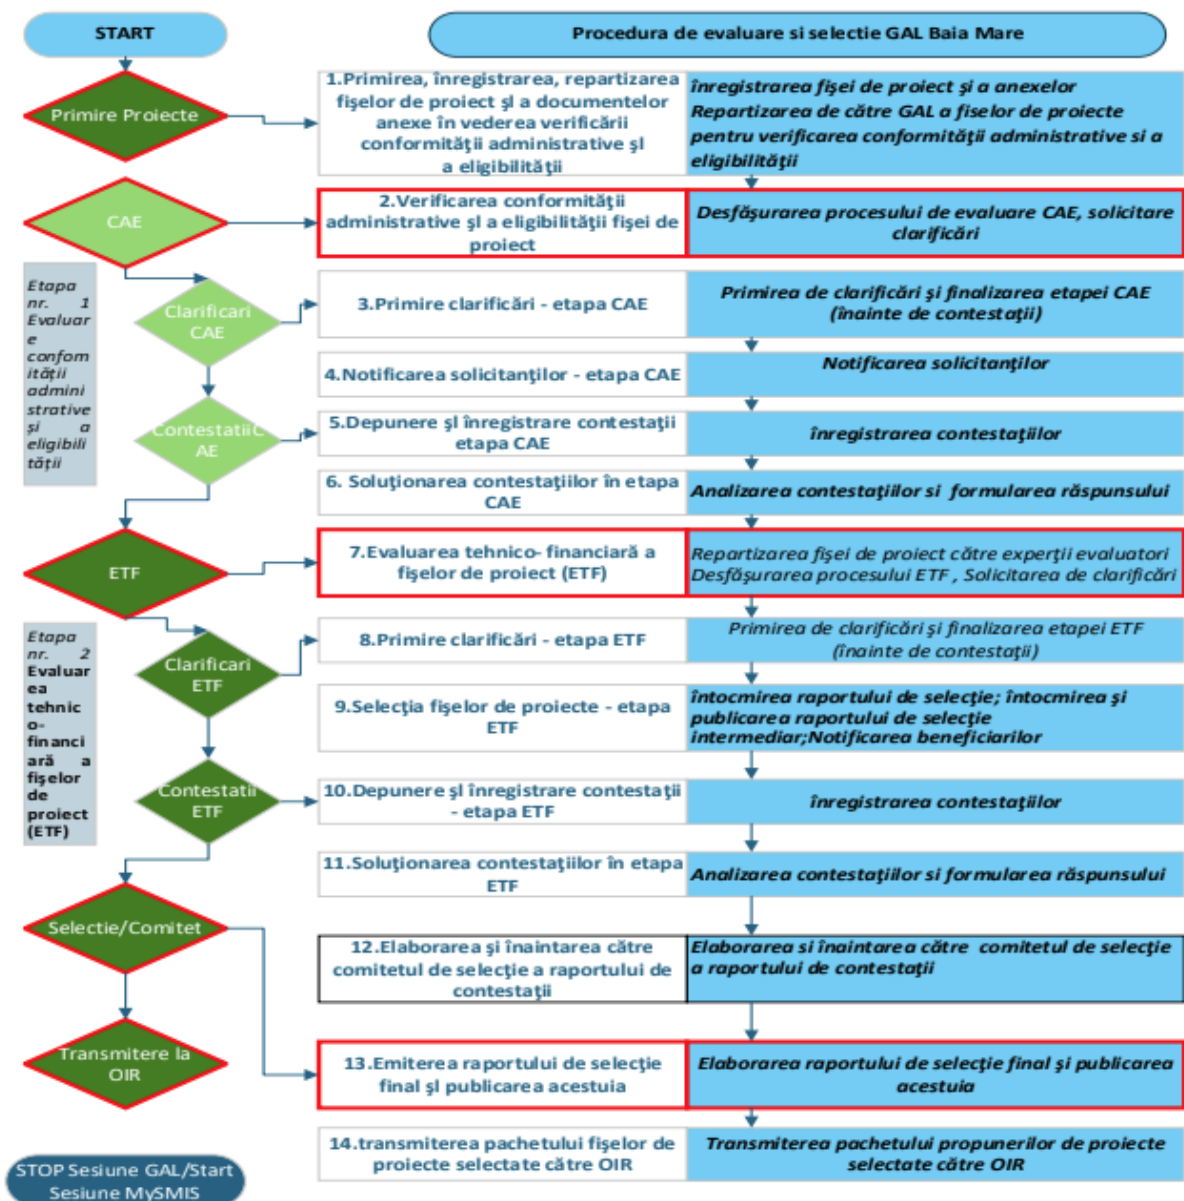 START
Procedura de evaluare si selectie GAL Baia Mare
Primire Proiecte
1.Primirea, înregistrarea, repartizarea
fişelor de proiect şl a documentelor
anexe în vederea verificării
conformităţii administrative şl
a eligibilităţii
înregistrarea fişei de proiect şi a anexelor
Repartizarea de către GAL a fiselor de proiecte
pentru verificarea conformităţii administrative si a
eligibilităţii
CAE
2.Verificarea conformităţii
administrative şl a eligibilităţii fişei de
proiect
Desfăşurarea procesului de evaluare CAE, solicitare
clarificări
Etapa
nr. 1
Evaluar
e
conform
ității
admini
strative
și a
eligibili
tății
Clarificari
CAE
3.Primire clarificări - etapa CAE
Primirea de clarificări şi finalizarea etapei CAE
(înainte de contestaţii)
4.Notificarea solicitanţilor - etapa CAE
Notificarea solicitanţilor
ContestatiiC
AE
5.Depunere şl înregistrare contestaţii
etapa CAE
înregistrarea contestaţiilor
6. Soluţionarea contestaţiilor în etapa
CAE
Analizarea contestaţiilor si formularea răspunsului
ETF
7.Evaluarea tehnico- financiară a
fişelor de proiect (ETF)
Repartizarea fişei de proiect către experţii evaluatori
Desfăşurarea procesului ETF , Solicitarea de clarificări
Etapa
nr. 2
Evaluar
ea
tehnic
o-
financi
ară a
fişelor
de
proiect
(ETF)
Clarificari
ETF
8.Primire clarificări - etapa ETF
Primirea de clarificări şi finalizarea etapei ETF
(înainte de contestaţii)
9.Selecţia fişelor de proiecte - etapa
ETF
întocmirea raportului de selecţie; întocmirea şi
publicarea raportului de selecţie
intermediar;Notificarea beneficiarilor
Contestatii
ETF
10.Depunere şl înregistrare contestaţii
- etapa ETF
înregistrarea contestaţiilor
11.Soluţionarea contestaţiilor în etapa
ETF
Analizarea contestaţiilor si formularea răspunsului
Selectie/Comitet
12.Elaborarea şi înaintarea către
comitetul de selecţie a raportului de
contestaţii
Elaborarea si înaintarea către comitetul de selecţie
a raportului de contestaţii
Transmitere la
OIR
13.Emiterea raportului de selecţie
final şl publicarea acestuia
Elaborarea raportului de selecţie final şi publicarea
acestuia
14.transmiterea pachetului fişelor de
proiecte selectate către OIR
Transmiterea pachetului propunerilor de proiecte
selectate către OIR
STOP Sesiune GAL/Start
Sesiune MySMIS